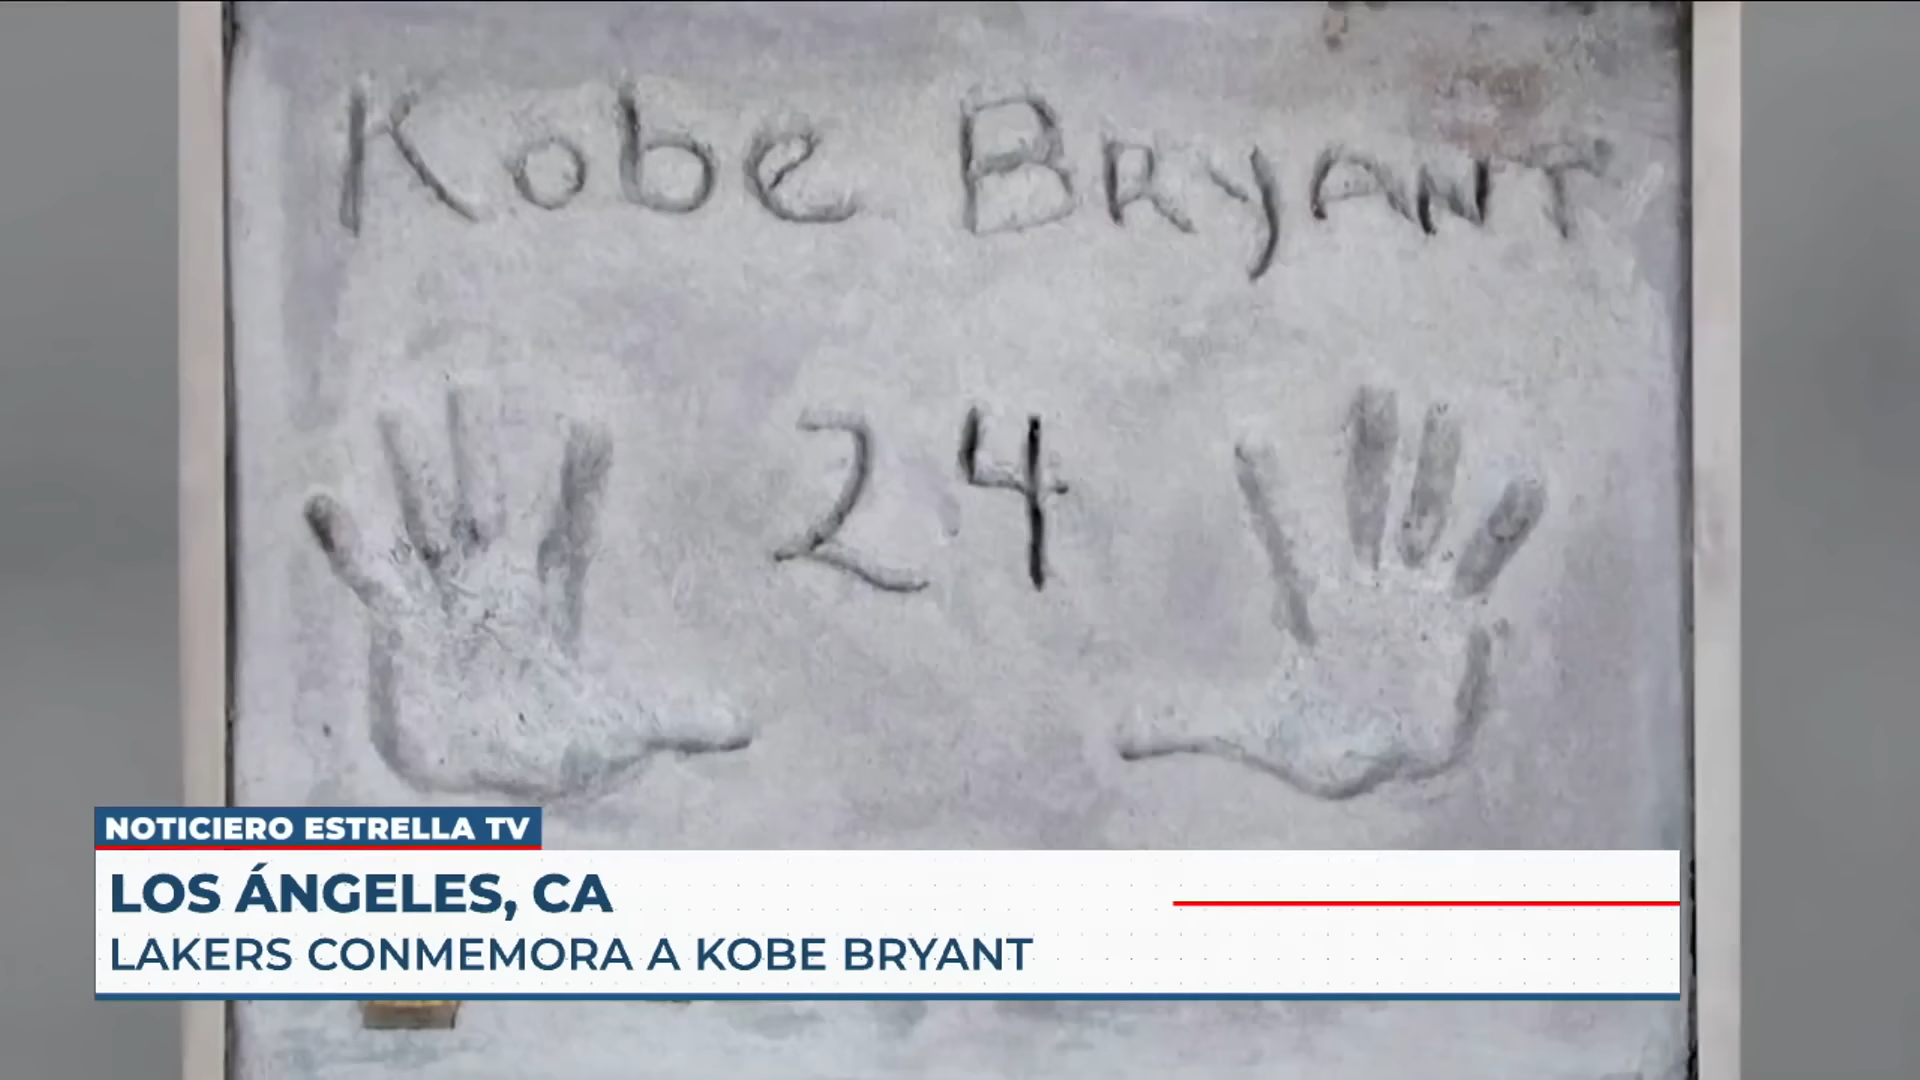 Kobe BRyANT
24
NOTICIERO ESTRELLA TV
LOS ÁNGELES, CA
LAKERS CONMEMORA A KOBE BRYANT